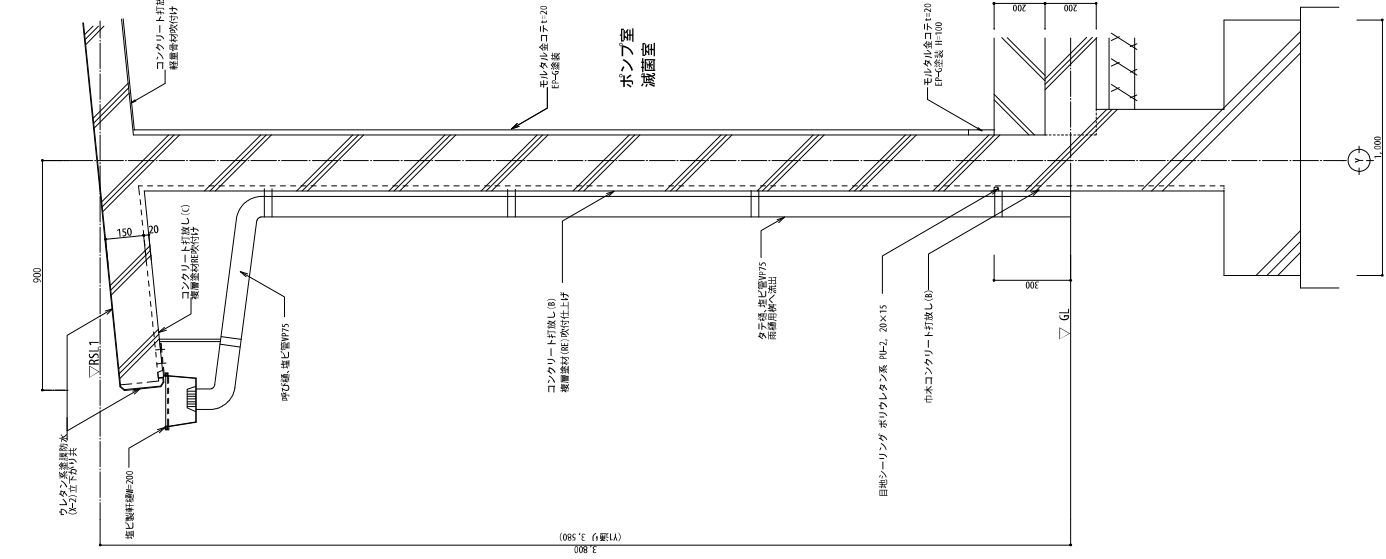 コンクリート打放
軽量骨材吹付け
モルタル金コテt=20
EP-G塗装
ポンプ室
滅菌室
モルタル金コテt=20
EP-G塗装 H=100
200
200
1,000
Y
900
150
20
コンクリート打放し(C)
複層塗材RE吹付け
▽RSL1
呼び樋、塩ビ管VP75
コンクリート打放し(B)
複層塗材(RE)吹付仕上げ
タテ樋、塩ビ管VP75
雨樋用桝へ流出
目地シーリング ポリウレタン系 PU-2, 20×15
巾木コンクリート打放し(B)
300
▽ GL
ウレタン系塗膜防水
(X-2)立下がり共
塩ビ製軒樋W=200
(Y1通り 3,580)
3,800